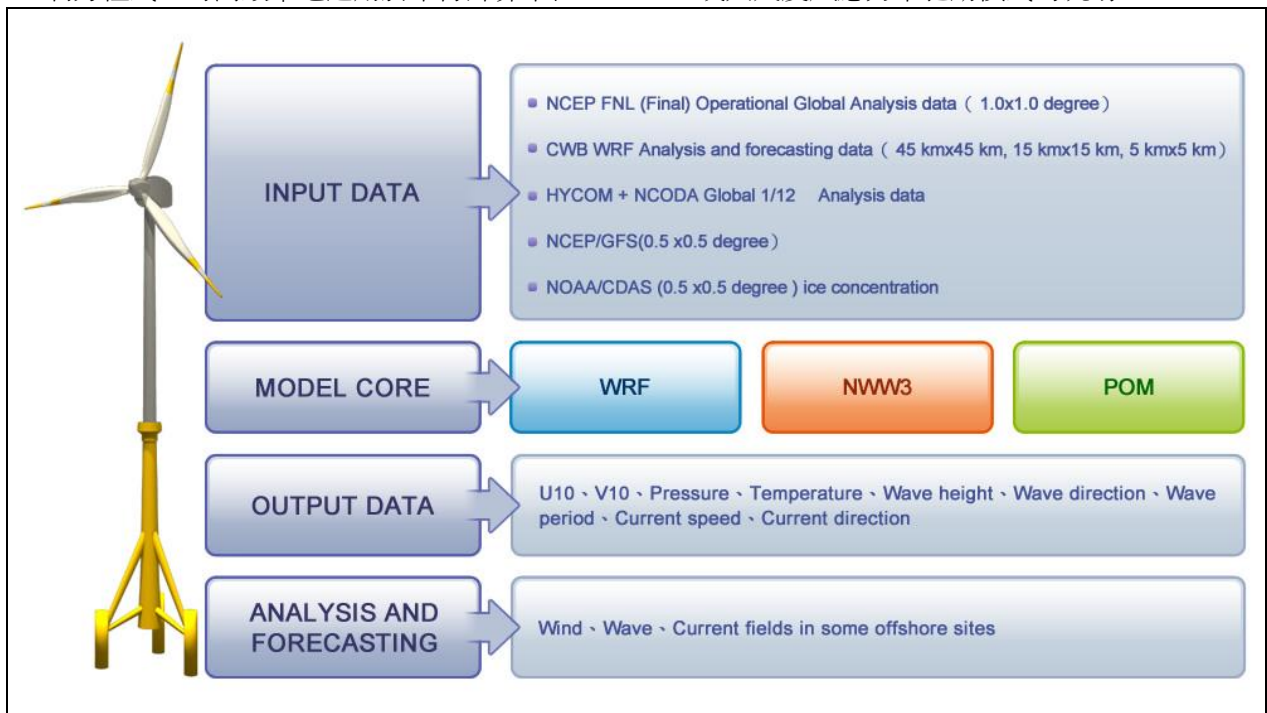 INPUT DATA
NCEP FNL (Final) Operational Global Analysis data ( 1.0x1.0 degree )
CWB WRF Analysis and forecasting data ( 45 kmx45 km, 15 kmx15 km, 5 kmx5 km )
HYCOM + NCODA Global 1/12 Analysis data
NCEP/GFS(0.5 x0.5 degree )
NOAA/CDAS (0.5 x0.5 degree ) ice concentration
MODEL CORE
WRF
NWW3
POM
OUTPUT DATA
U10、V10、Pressure、Temperature、Wave height、Wave direction、Wave
period、Current speed、Current direction
ANALYSIS AND
FORECASTING
Wind、Wave、Current fields in some offshore sites